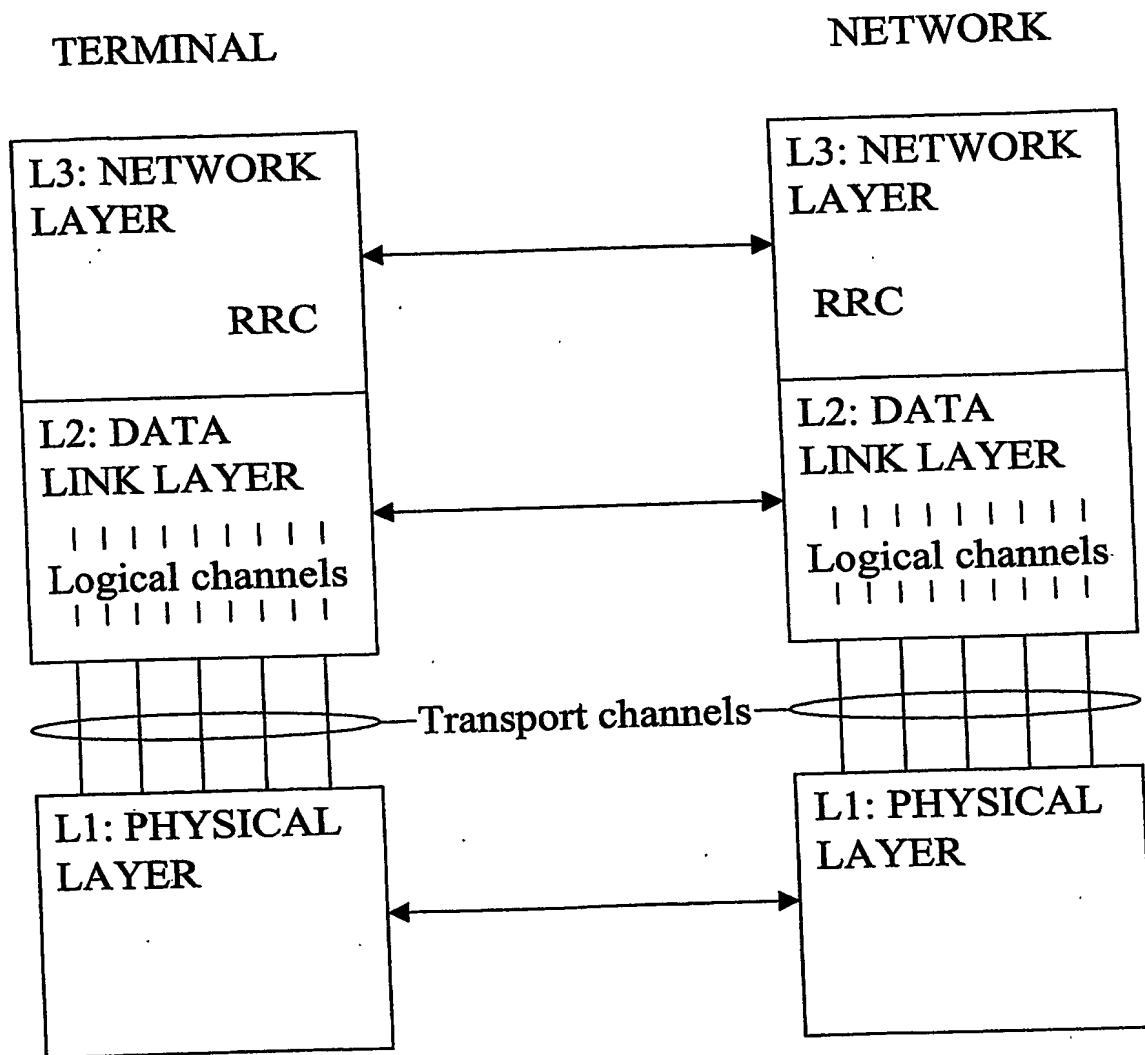 TERMINAL
NETWORK
L3: NETWORK
LAYER
RRC
L3: NETWORK
LAYER
RRC
L2: DATA
LINK LAYER
Logical channels
L2: DATA
LINK LAYER
Logical channels
Transport channels
L1: PHYSICAL
LAYER
L1: PHYSICAL
LAYER